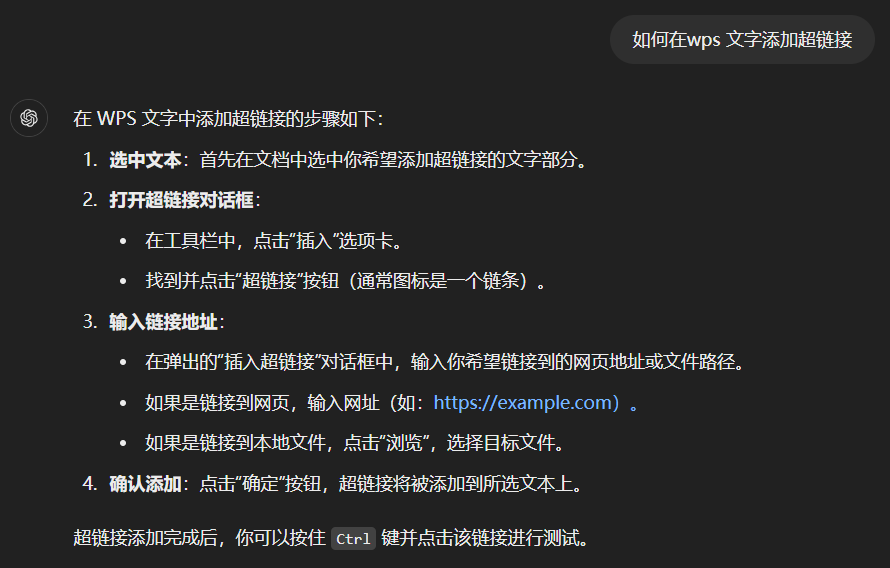 如何在wps 文字添加超链接
在 WPS 文字中添加超链接的步骤如下：
1. 选中文本：首先在文档中选中你希望添加超链接的文字部分。
2. 打开超链接对话框：
• 在工具栏中，点击“插入”选项卡。
• 找到并点击“超链接”按钮（通常图标是一个链条）。
3. 输入链接地址：
• 在弹出的“插入超链接”对话框中，输入你希望链接到的网页地址或文件路径。
• 如果是链接到网页，输入网址（如：https://example.com）。
• 如果是链接到本地文件，点击“浏览”，选择目标文件。
4. 确认添加：点击“确定”按钮，超链接将被添加到所选文本上。
超链接添加完成后，你可以按住 Ctrl 键并点击该链接进行测试。